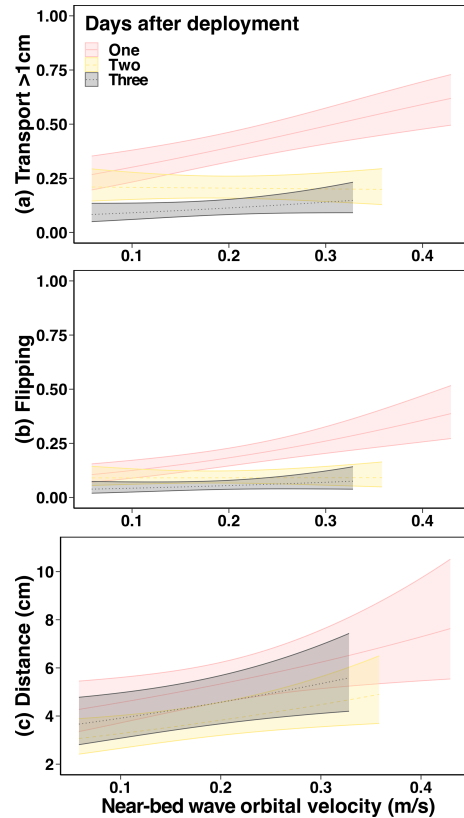 Days after deployment
One
Two
Three
(a) Transport >1cm
1.00
0.75
0.50
0.25
0.00
0.1 0.2 0.3 0.4
(b) Flipping
1.00
0.75
0.50
0.25
0.00
0.1 0.2 0.3 0.4
(c) Distance (cm)
10
8
6
4
2
0.1 0.2 0.3 0.4
Near-bed wave orbital velocity (m/s)